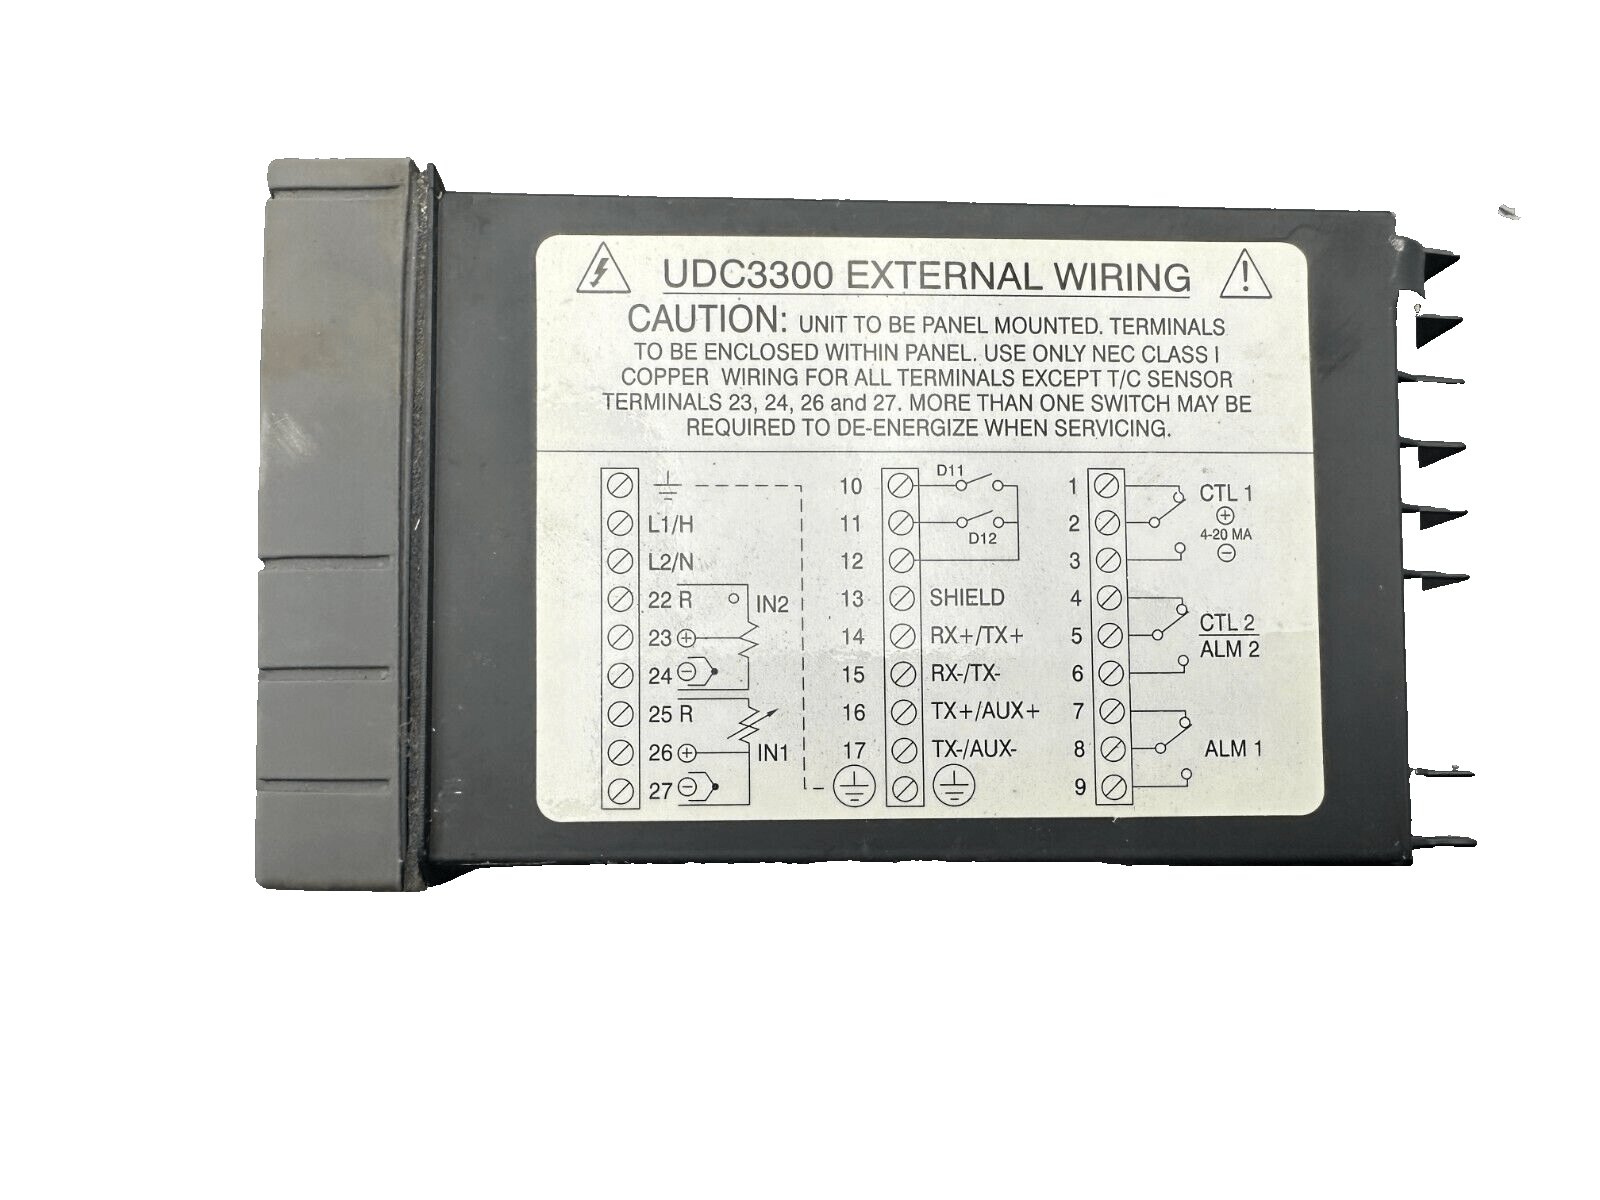 UDC3300 EXTERNAL WIRING
CAUTION: UNIT TO BE PANEL MOUNTED. TERMINALS
TO BE ENCLOSED WITHIN PANEL. USE ONLY NEC CLASS I
COPPER WIRING FOR ALL TERMINALS EXCEPT T/C SENSOR
TERMINALS 23, 24, 26 and 27. MORE THAN ONE SWITCH MAY BE
REQUIRED TO DE-ENERGIZE WHEN SERVICING.
L1/H
L2/N
22 R
IN2
23 +
24 −
25 R
26 +
IN1
27 −
10
D11
11
D12
12
13 SHIELD
14 RX+/TX+
15 RX-/TX-
16 TX+/AUX+
17 TX-/AUX-
1
CTL 1
2
+
4-20 MA
3
−
4
5
CTL 2
ALM 2
6
7
8
ALM 1
9